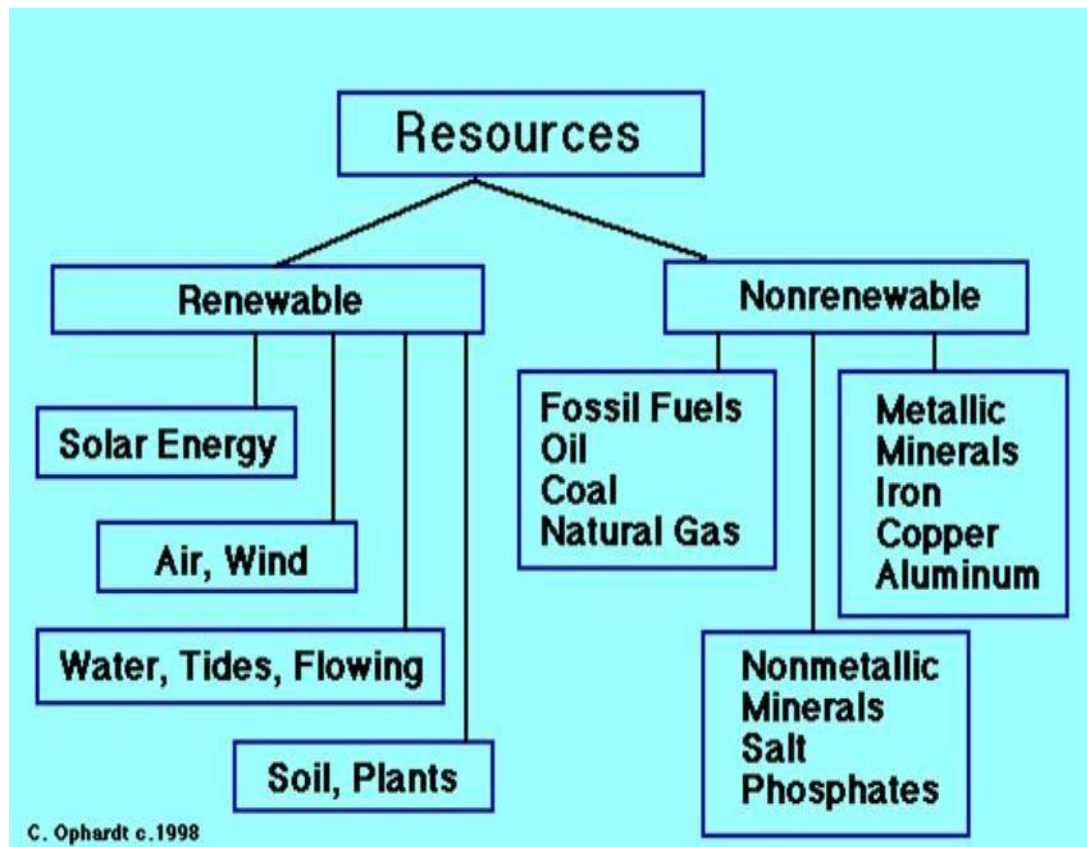 Resources
Renewable
Nonrenewable
Solar Energy
Air, Wind
Water, Tides, Flowing
Soil, Plants
Fossil Fuels
Oil
Coal
Natural Gas
Metallic
Minerals
Iron
Copper
Aluminum
Nonmetallic
Minerals
Salt
Phosphates
C. Ophardt c.1998